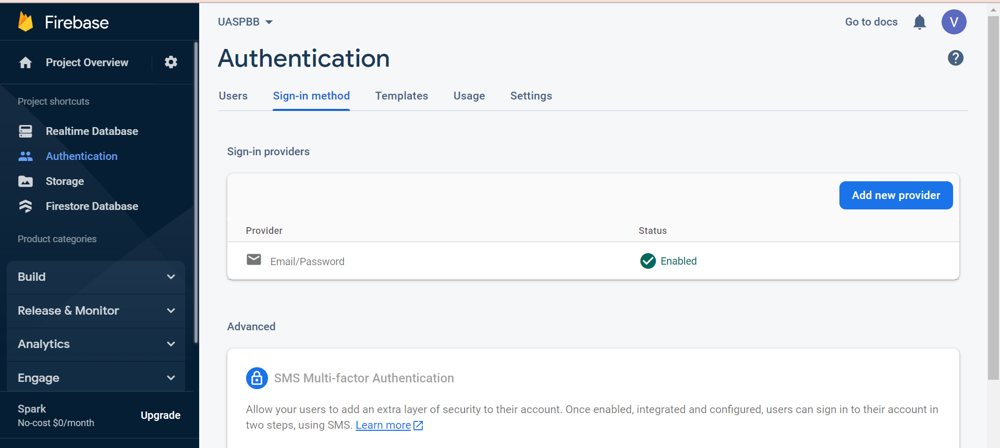 Firebase
Project Overview
Project shortcuts
Realtime Database
Authentication
Storage
Firestore Database
Product categories
Build
Release & Monitor
Analytics
Engage
Spark
No-cost $0/month
Upgrade
UASPBB
Go to docs
V
Authentication
?
Users
Sign-in method
Templates
Usage
Settings
Sign-in providers
Add new provider
Provider
Status
Email/Password
Enabled
Advanced
SMS Multi-factor Authentication
Allow your users to add an extra layer of security to their account. Once enabled, integrated and configured, users can sign in to their account in
two steps, using SMS. Learn more